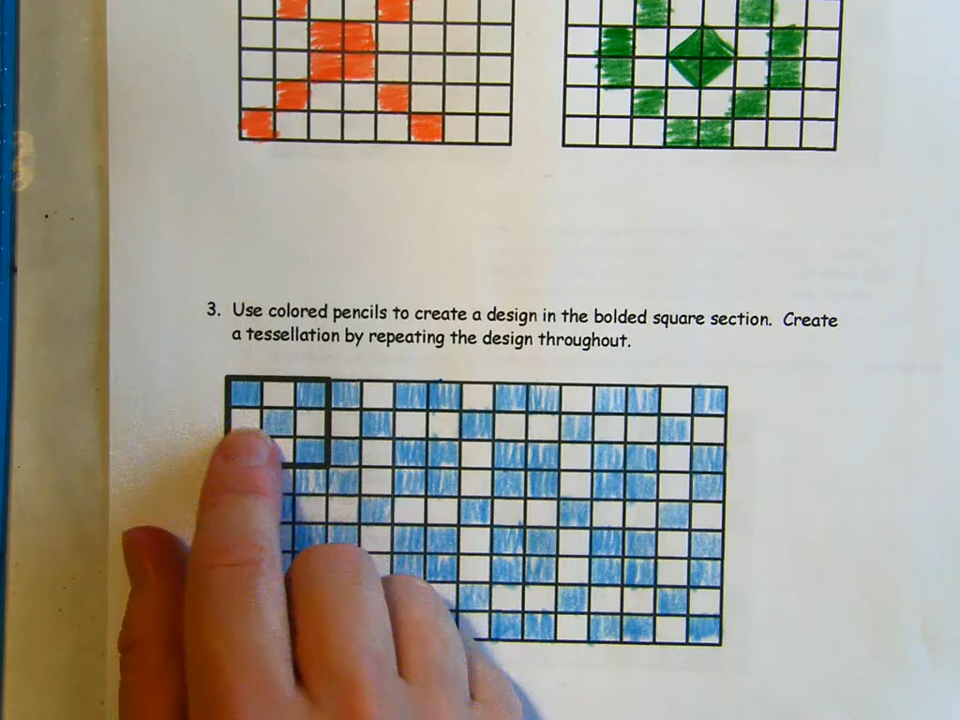 3. Use colored pencils to create a design in the bolded square section. Create
a tessellation by repeating the design throughout.